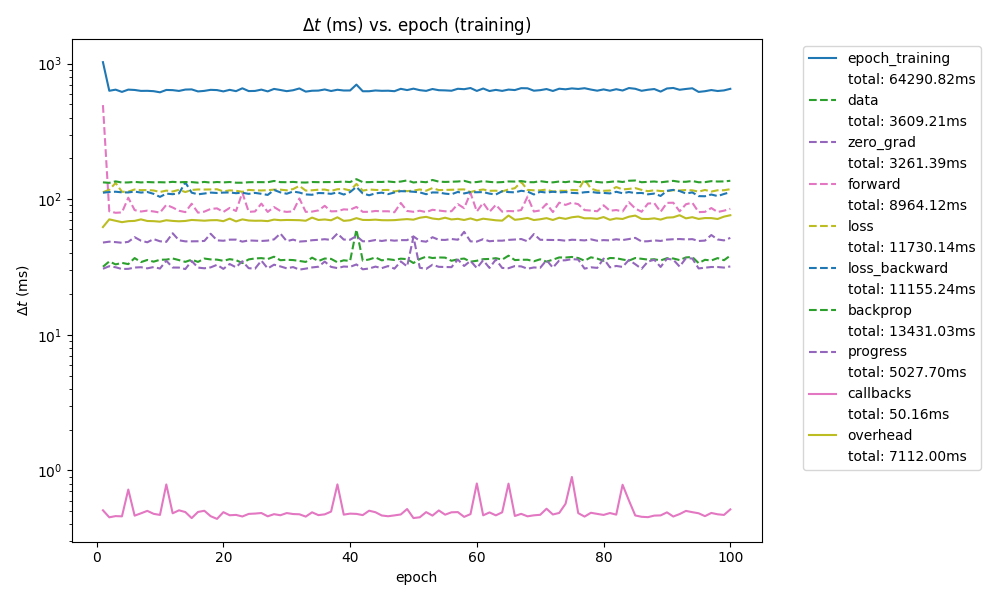 Δt (ms) vs. epoch (training)
Δt (ms)
10³
10²
10¹
10⁰
0
20
40
60
80
100
epoch
epoch_training
total: 64290.82ms
data
total: 3609.21ms
zero_grad
total: 3261.39ms
forward
total: 8964.12ms
loss
total: 11730.14ms
loss_backward
total: 11155.24ms
backprop
total: 13431.03ms
progress
total: 5027.70ms
callbacks
total: 50.16ms
overhead
total: 7112.00ms